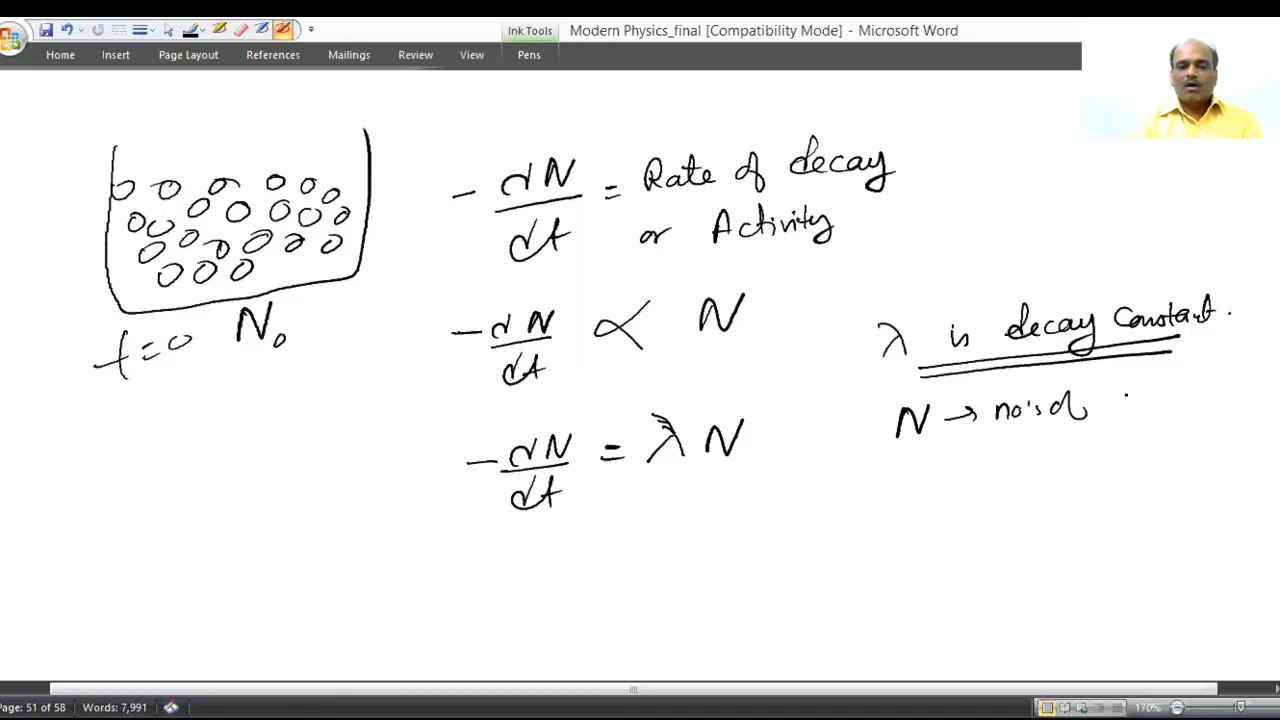 Ink Tools
Modern Physics_final [Compatibility Mode] - Microsoft Word
Home Insert Page Layout References Mailings Review View Pens
- dN/dt = Rate of decay
or Activity
t=0 N₀
- dN/dt ∝ N
λ is decay constant.
N → no's of
- dN/dt = λ N
Page: 51 of 58 Words: 7,991 170%